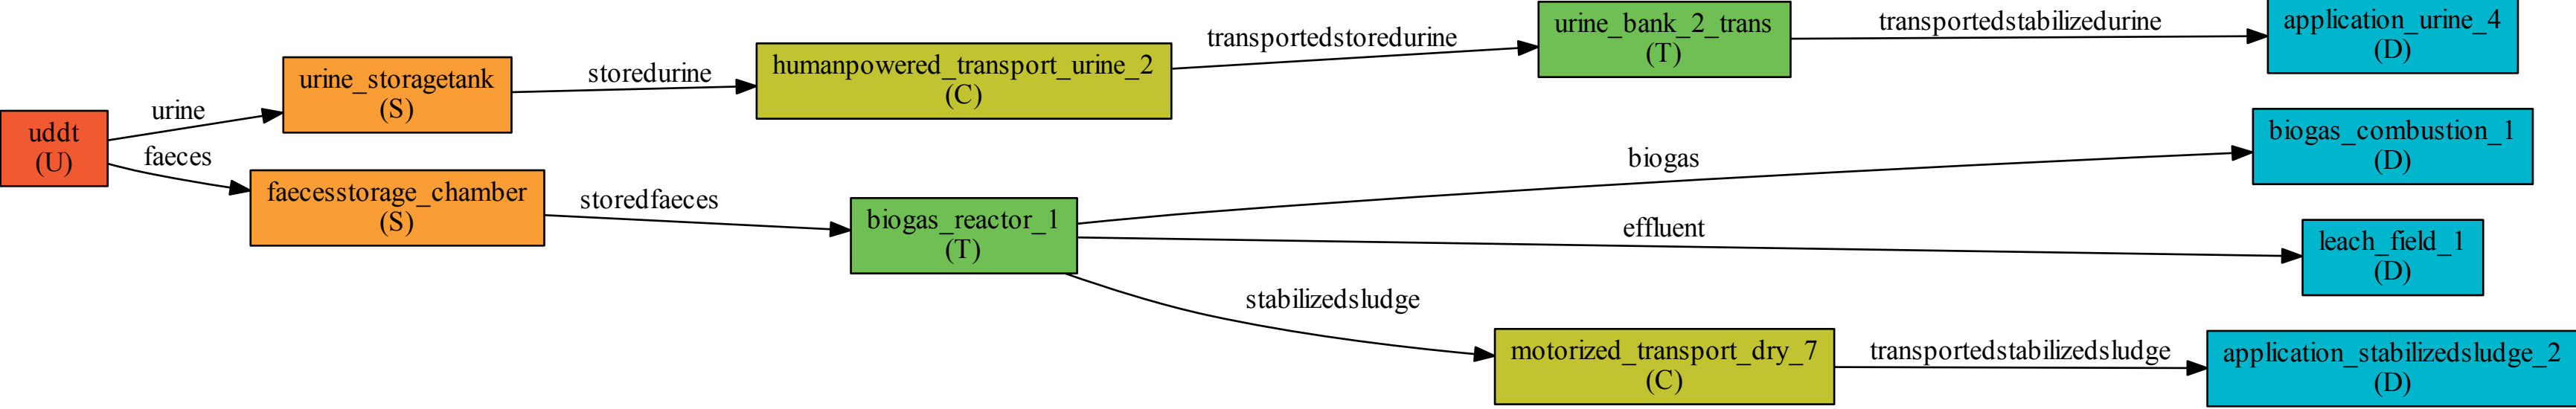 uddt
(U)
urine
faeces
urine_storagetank
(S)
faecesstorage_chamber
(S)
storedurine
storedfaeces
humanpowered_transport_urine_2
(C)
biogas_reactor_1
(T)
transportedstoredurine
biogas
effluent
stabilizedsludge
urine_bank_2_trans
(T)
motorized_transport_dry_7
(C)
transportedstabilizedurine
transportedstabilizedsludge
application_urine_4
(D)
biogas_combustion_1
(D)
leach_field_1
(D)
application_stabilizedsludge_2
(D)